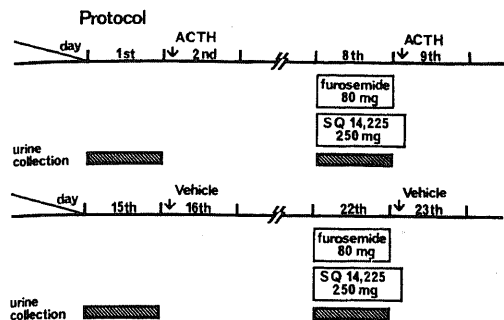 Protocol
ACTH ACTH
day 1st 2nd 8th 9th
furosemide
80 mg
SQ 14,225
250 mg
urine
collection
Vehicle Vehicle
day 15th 16th 22th 23th
furosemide
80 mg
SQ 14,225
250 mg
urine
collection